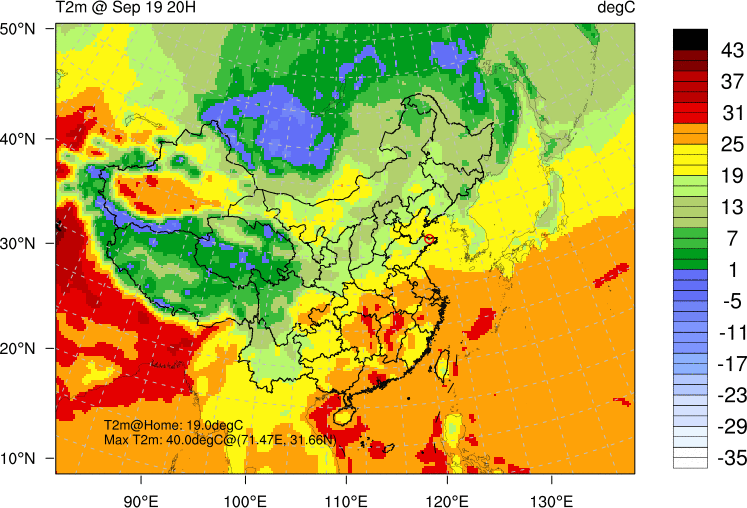 T2m @ Sep 19 20H
degC
50°N
40°N
30°N
20°N
10°N
T2m@Home: 19.0degC
Max T2m: 40.0degC@(71.47E, 31.66N)
90°E
100°E
110°E
120°E
130°E
43
37
31
25
19
13
7
1
-5
-11
-17
-23
-29
-35